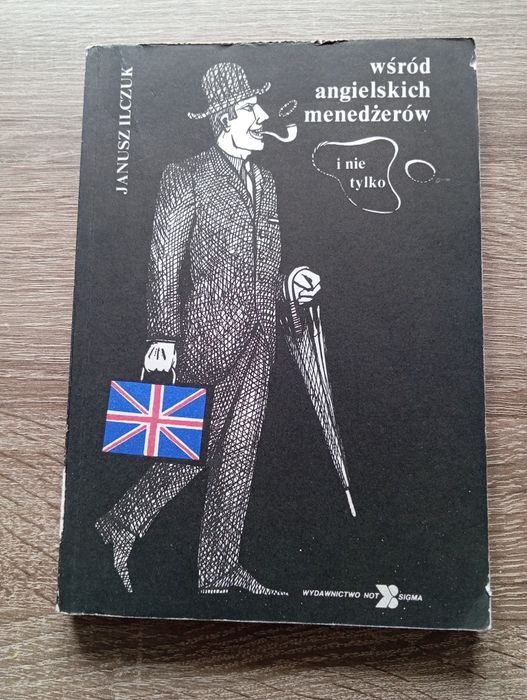 JANUSZ ILCZUK
wśród
angielskich
menedżerów
i nie
tylko
WYDAWNICTWO NOT SIGMA